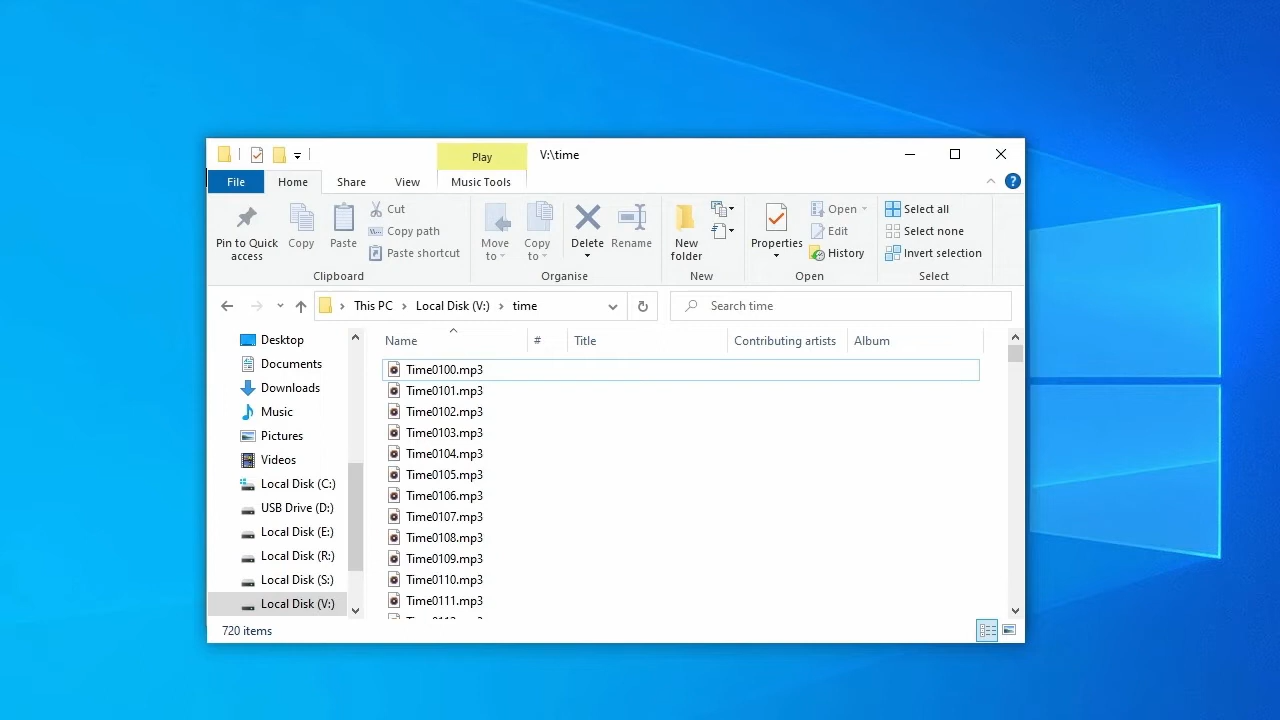 Play
V:\time
File
Home
Share
View
Music Tools
Pin to Quick access
Copy
Paste
Cut
Copy path
Paste shortcut
Clipboard
Move to
Copy to
Delete
Rename
Organise
New folder
New
Properties
Open
Edit
History
Open
Select all
Select none
Invert selection
Select
This PC
Local Disk (V:)
time
Search time
Desktop
Documents
Downloads
Music
Pictures
Videos
Local Disk (C:)
USB Drive (D:)
Local Disk (E:)
Local Disk (R:)
Local Disk (S:)
Local Disk (V:)
Name
#
Title
Contributing artists
Album
Time0100.mp3
Time0101.mp3
Time0102.mp3
Time0103.mp3
Time0104.mp3
Time0105.mp3
Time0106.mp3
Time0107.mp3
Time0108.mp3
Time0109.mp3
Time0110.mp3
Time0111.mp3
720 items